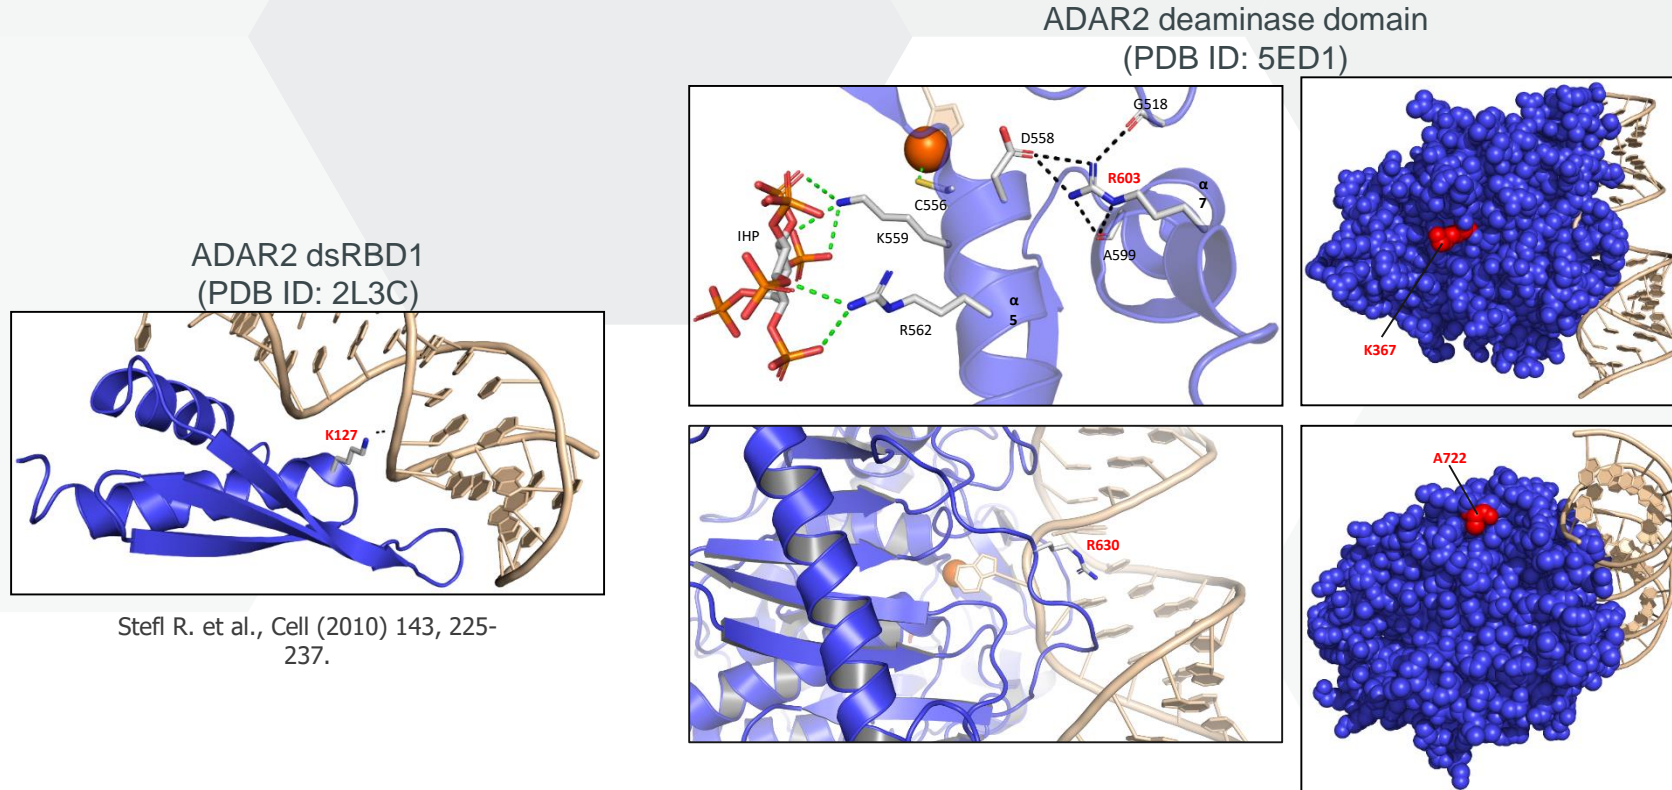 ADAR2 deaminase domain
(PDB ID: 5ED1)
G518
D558
R603
α
7
C556
IHP
K559
A599
α
5
R562
K367
ADAR2 dsRBD1
(PDB ID: 2L3C)
K127
A722
R630
Stefl R. et al., Cell (2010) 143, 225-
237.